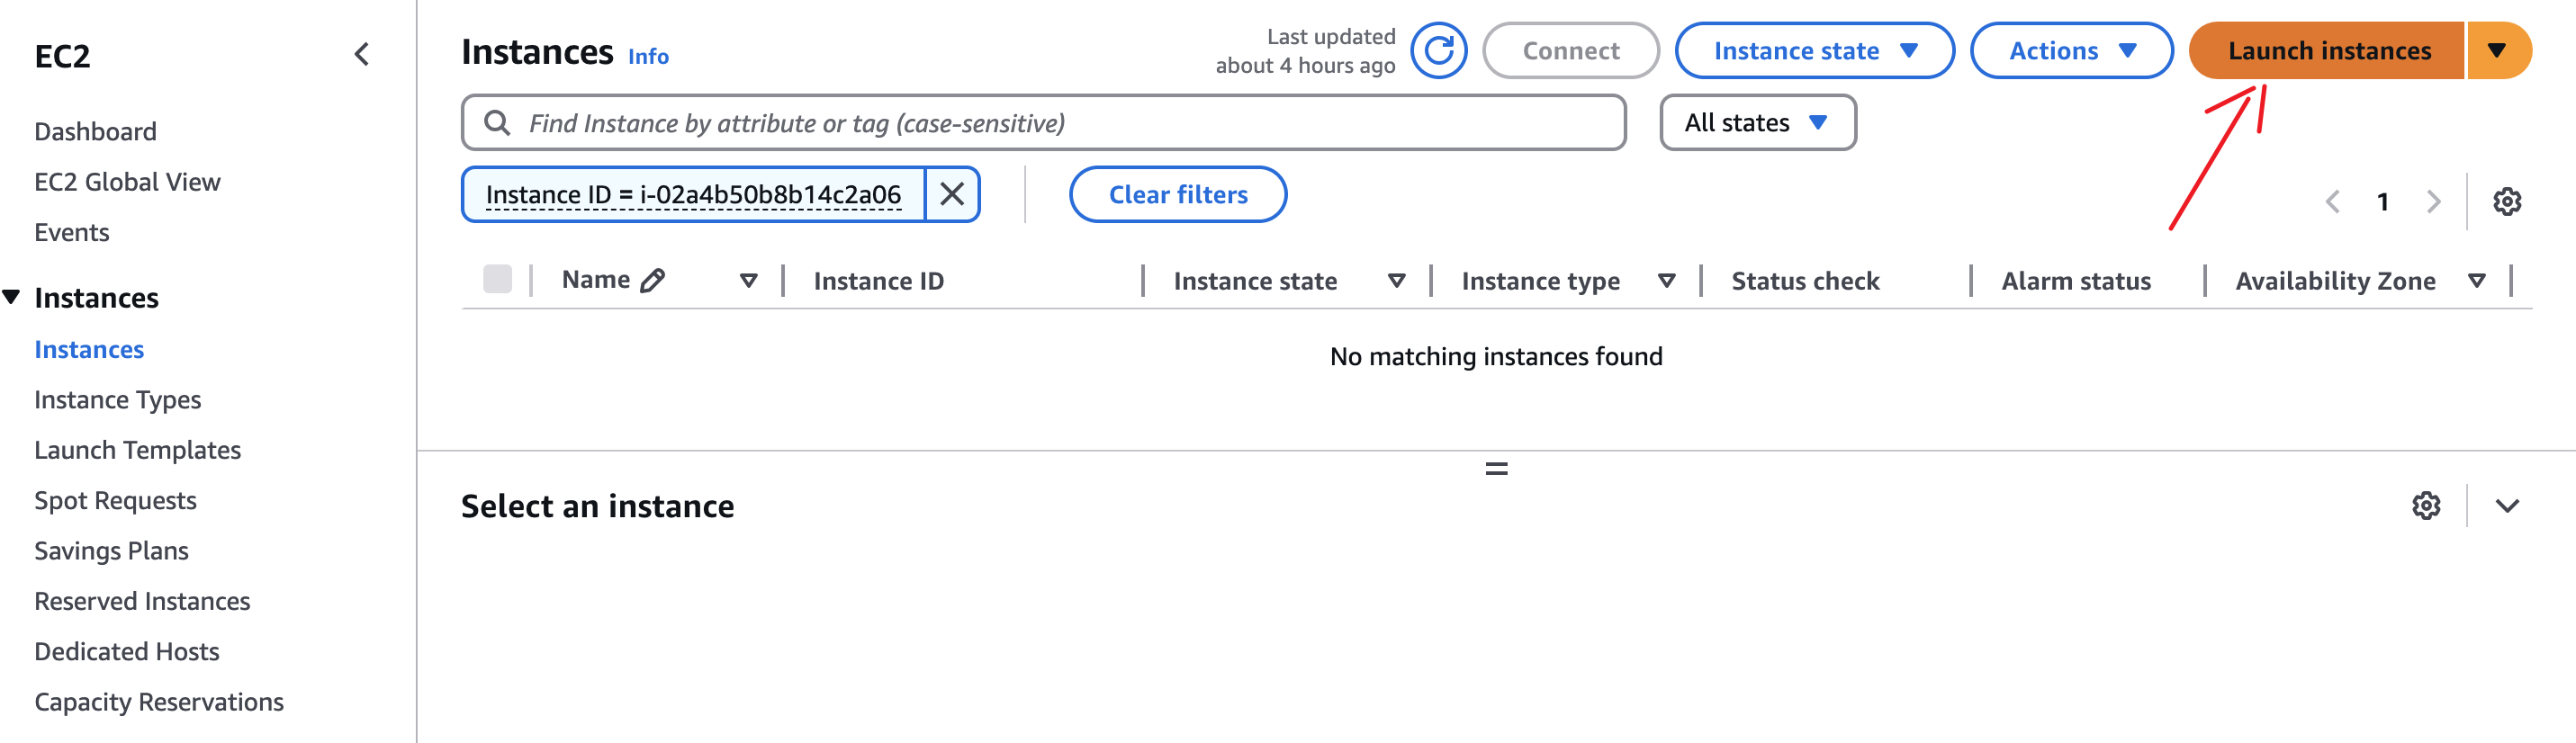 EC2
Dashboard
EC2 Global View
Events
Instances
Instances
Instance Types
Launch Templates
Spot Requests
Savings Plans
Reserved Instances
Dedicated Hosts
Capacity Reservations
Instances Info
Last updated
about 4 hours ago
Connect
Instance state
Actions
Launch instances
Find Instance by attribute or tag (case-sensitive)
All states
Instance ID = i-02a4b50b8b14c2a06
Clear filters
1
Name Instance ID Instance state Instance type Status check Alarm status Availability Zone
No matching instances found
Select an instance